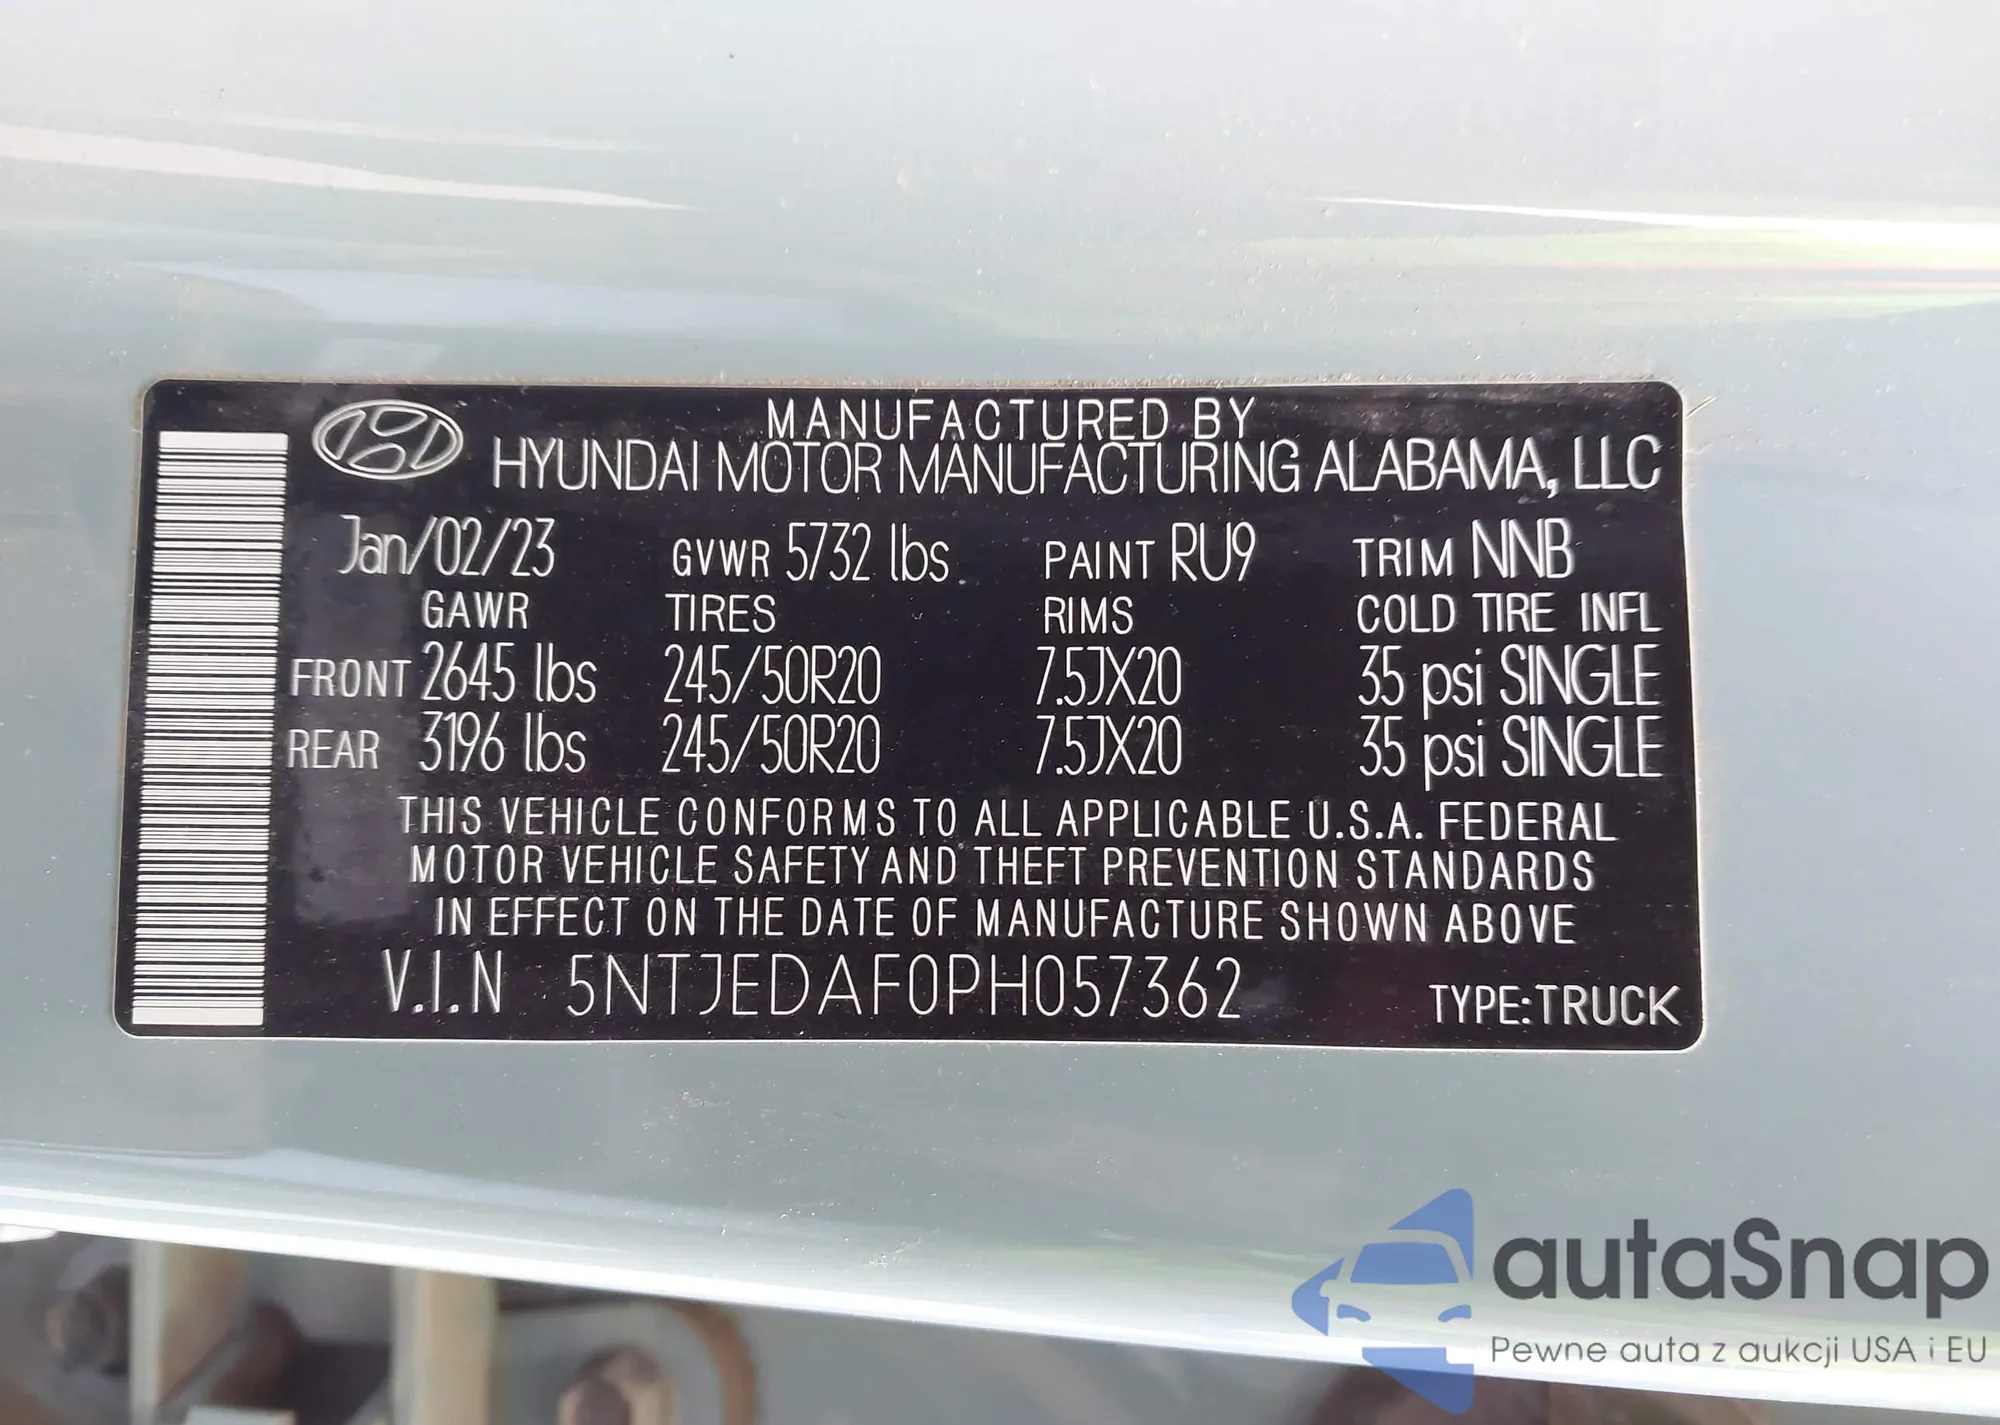 MANUFACTURED BY
HYUNDAI MOTOR MANUFACTURING ALABAMA, LLC
Jan/02/23 GVWR 5732 lbs PAINT RU9 TRIM NNB
GAWR TIRES RIMS COLD TIRE INFL
FRONT 2645 lbs 245/50R20 7.5JX20 35 psi SINGLE
REAR 3196 lbs 245/50R20 7.5JX20 35 psi SINGLE
THIS VEHICLE CONFORMS TO ALL APPLICABLE U.S.A. FEDERAL
MOTOR VEHICLE SAFETY AND THEFT PREVENTION STANDARDS
IN EFFECT ON THE DATE OF MANUFACTURE SHOWN ABOVE
V.I.N 5NTJEDAF0PH057362 TYPE:TRUCK
autaSnap
Pewne auta z aukcji USA i EU